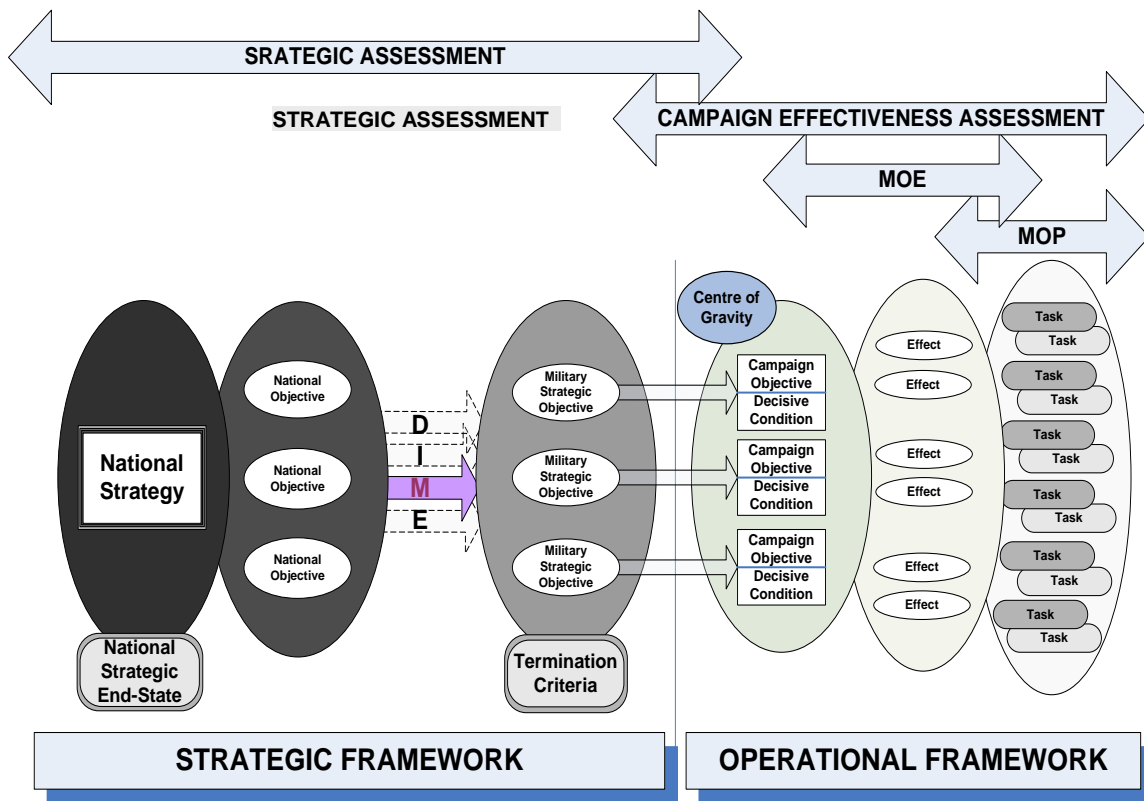 SRATEGIC ASSESSMENT
STRATEGIC ASSESSMENT
CAMPAIGN EFFECTIVENESS ASSESSMENT
MOE
MOP
National
Strategy
National
Strategic
End-State
National
Objective
National
Objective
National
Objective
D
I
M
E
Military
Strategic
Objective
Military
Strategic
Objective
Military
Strategic
Objective
Termination
Criteria
Centre of
Gravity
Campaign
Objective
Decisive
Condition
Campaign
Objective
Decisive
Condition
Campaign
Objective
Decisive
Condition
Effect
Effect
Effect
Effect
Effect
Effect
Task
Task
Task
Task
Task
Task
Task
Task
Task
Task
Task
Task
STRATEGIC FRAMEWORK
OPERATIONAL FRAMEWORK